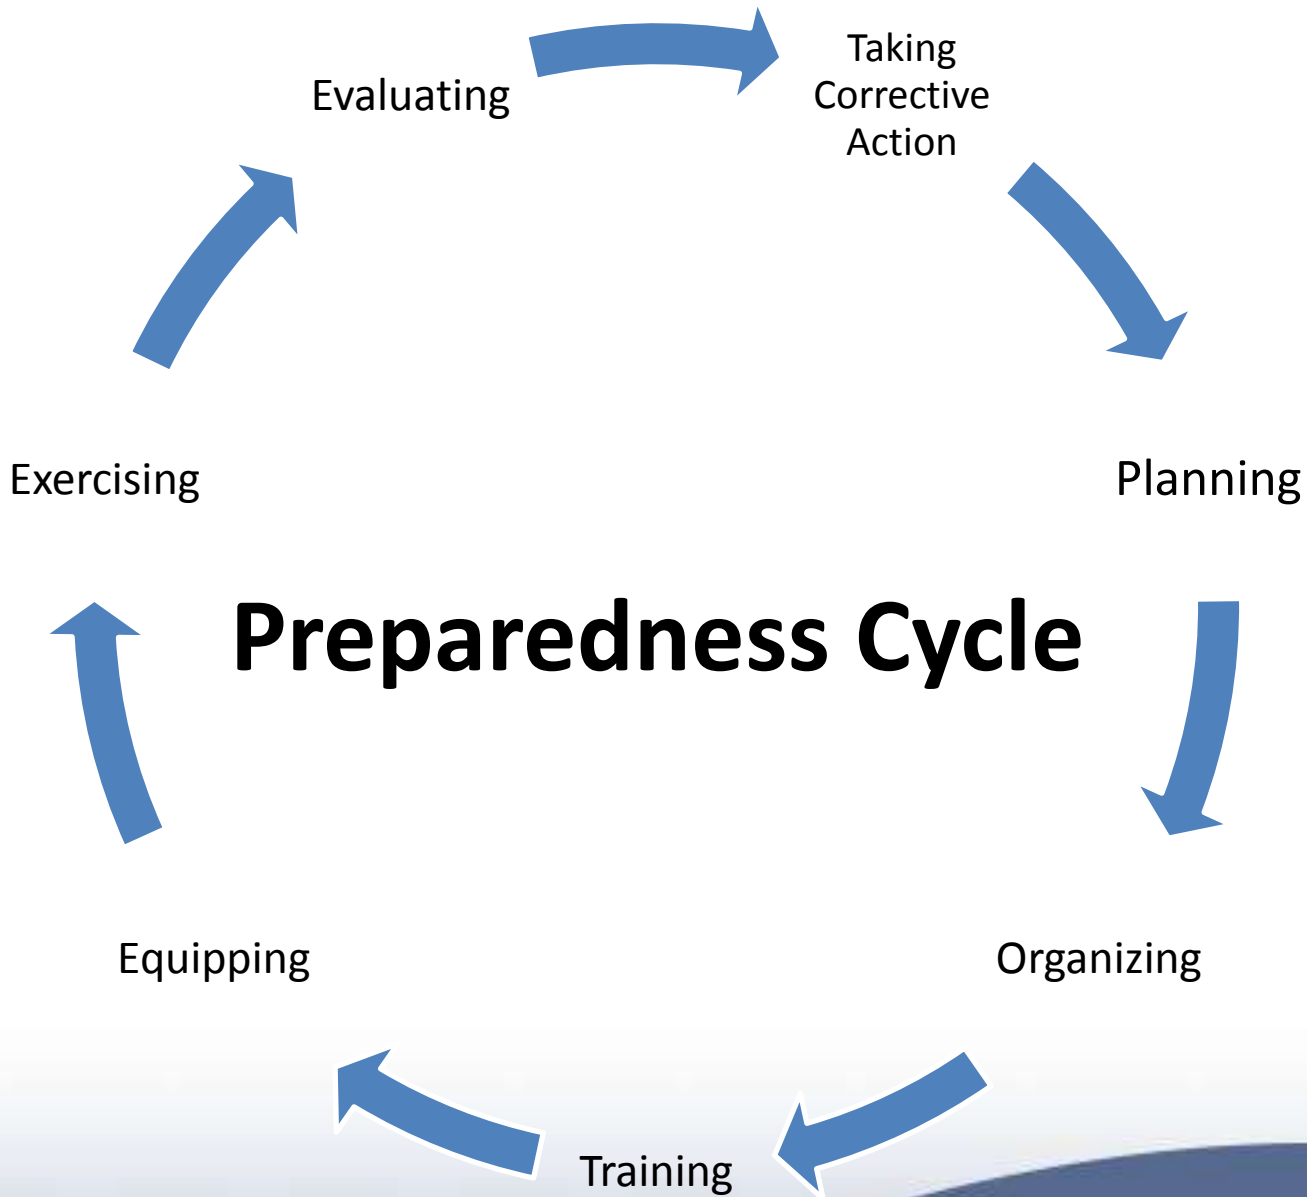 Taking
Corrective
Action
Evaluating
Exercising
Planning
Preparedness Cycle
Equipping
Organizing
Training